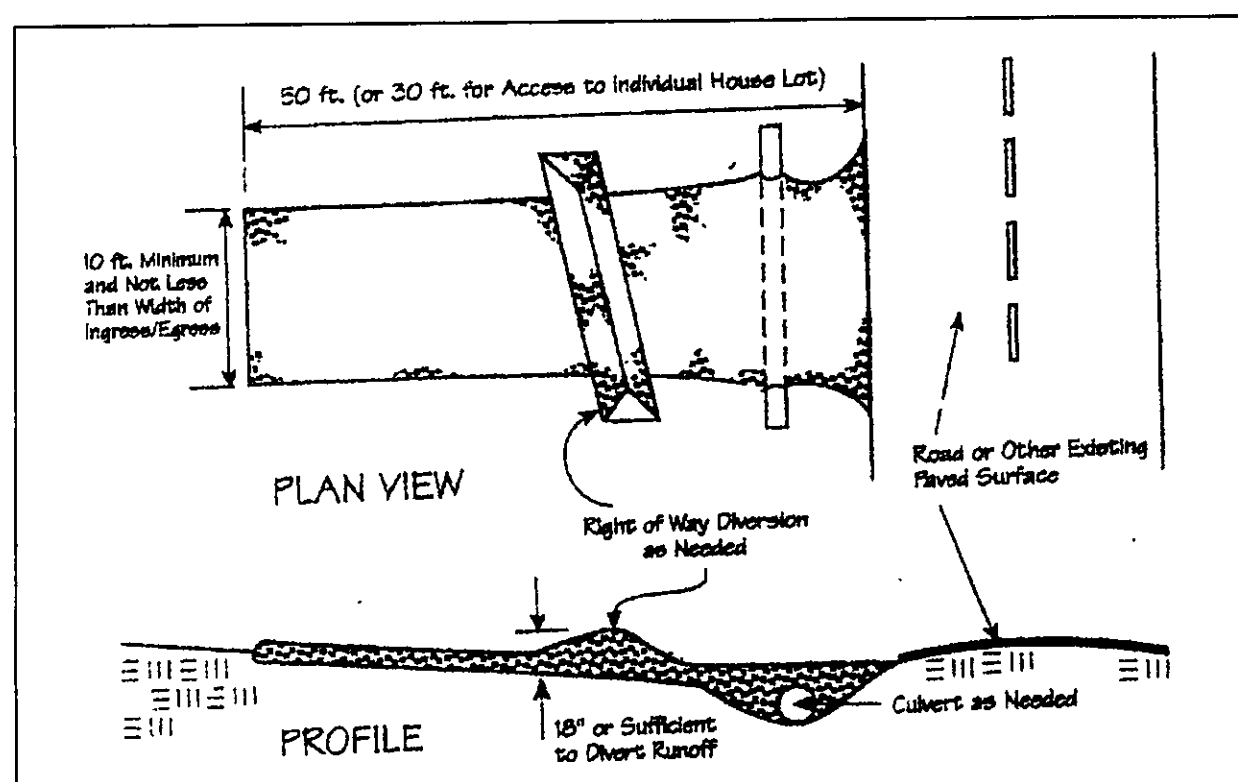 50 ft. (or 30 ft. for Access to Individual House Lot)
10 ft. Minimum
and Not Less
Than Width of
Ingress/Egress
PLAN VIEW
Right of Way Diversion
as Needed
Road or Other Existing
Paved Surface
PROFILE
18" or Sufficient
to Divert Runoff
Culvert as Needed